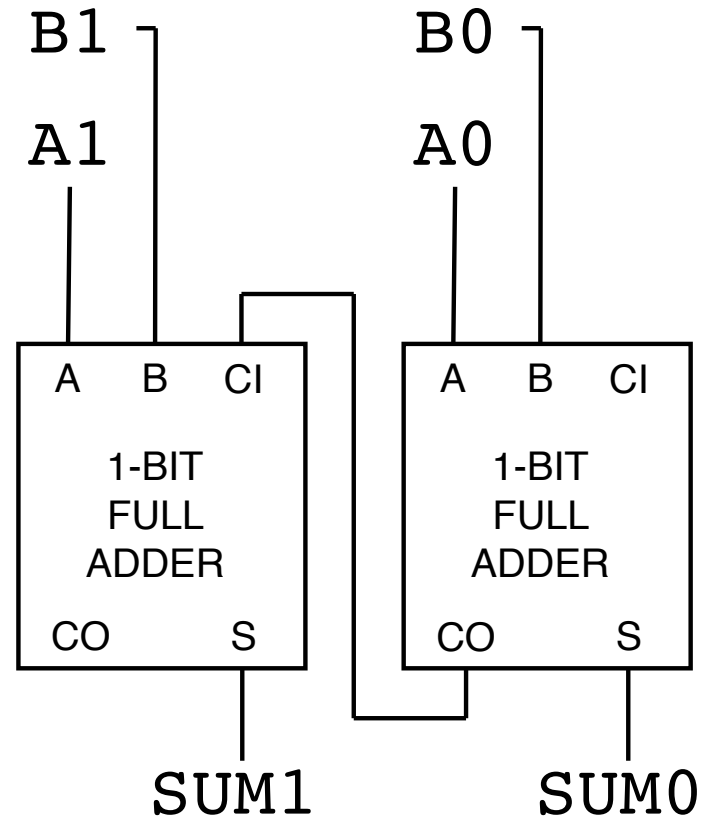 B1 B0
A1 A0
A B CI A B CI
1-BIT 1-BIT
FULL FULL
ADDER ADDER
CO S CO S
SUM1 SUM0